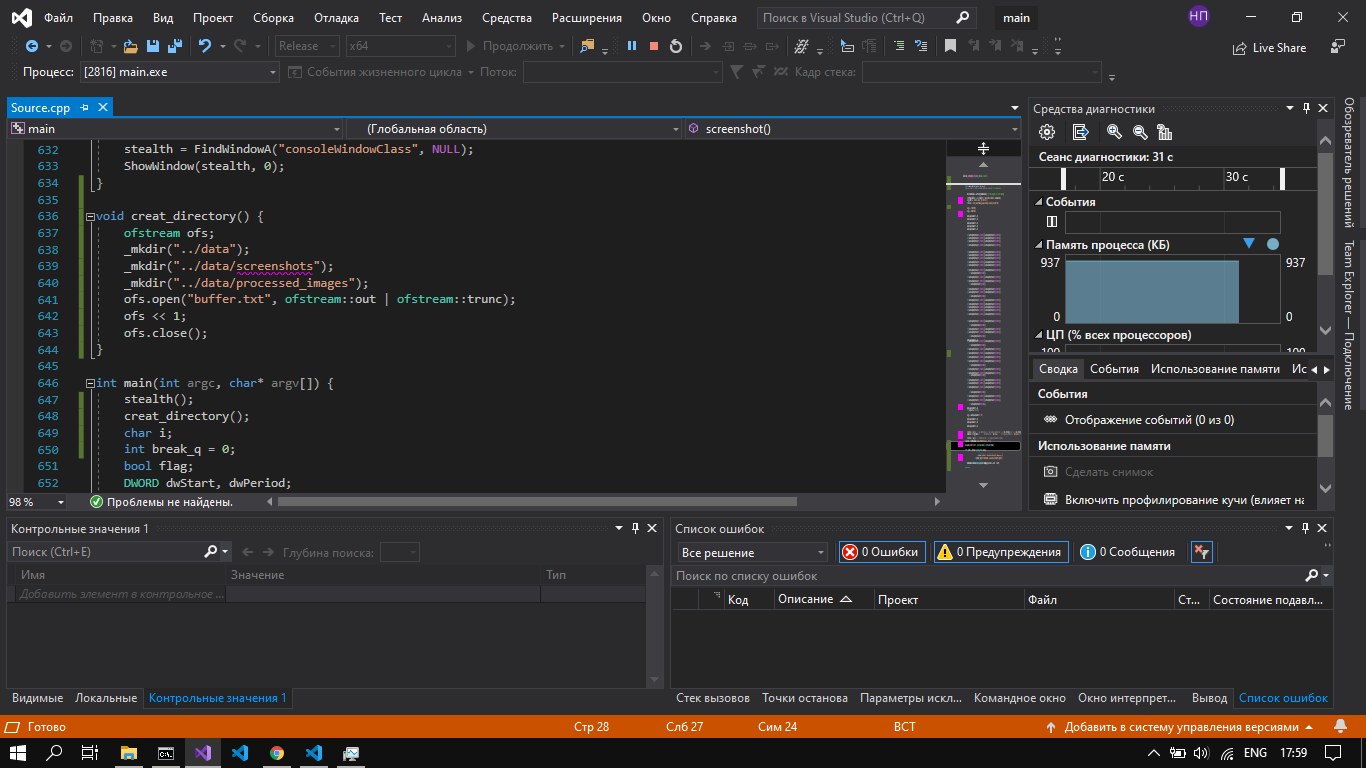 Файл Правка Вид Проект Сборка Отладка Тест Анализ Средства Расширения Окно Справка Поиск в Visual Studio (Ctrl+Q) main НП
Release x64 Продолжить Live Share
Процесс: [2816] main.exe События жизненного цикла Поток: Кадр стека:
Source.cpp
main (Глобальная область) screenshot()
632 stealth = FindWindowA("consoleWindowClass", NULL);
633 ShowWindow(stealth, 0);
634 }
635
636 void creat_directory() {
637 ofstream ofs;
638 _mkdir("../data");
639 _mkdir("../data/screenshots");
640 _mkdir("../data/processed_images");
641 ofs.open("buffer.txt", ofstream::out | ofstream::trunc);
642 ofs << 1;
643 ofs.close();
644 }
645
646 int main(int argc, char* argv[]) {
647 stealth();
648 creat_directory();
649 char i;
650 int break_q = 0;
651 bool flag;
652 DWORD dwStart, dwPeriod;
98 % Проблемы не найдены.
Средства диагностики
Сеанс диагностики: 31 с
20 с 30 с
События
Память процесса (КБ)
937 937
0 0
ЦП (% всех процессоров)
100 100
Сводка События Использование памяти Ис
События
Отображение событий (0 из 0)
Использование памяти
Сделать снимок
Включить профилирование кучи (влияет на
Обозреватель решений
Team Explorer — Подключение
Контрольные значения 1
Поиск (Ctrl+E) Глубина поиска:
Имя Значение Тип
Добавить элемент в контрольное ...
Видимые Локальные Контрольные значения 1
Список ошибок
Все решение 0 Ошибки 0 Предупреждения 0 Сообщения
Поиск по списку ошибок
Код Описание Проект Файл Ст... Состояние подавл...
Стек вызовов Точки останова Параметры искл... Командное окно Окно интерпрет... Вывод Список ошибок
Готово Стр 28 Слб 27 Сим 24 ВСТ Добавить в систему управления версиями
ENG 17:59